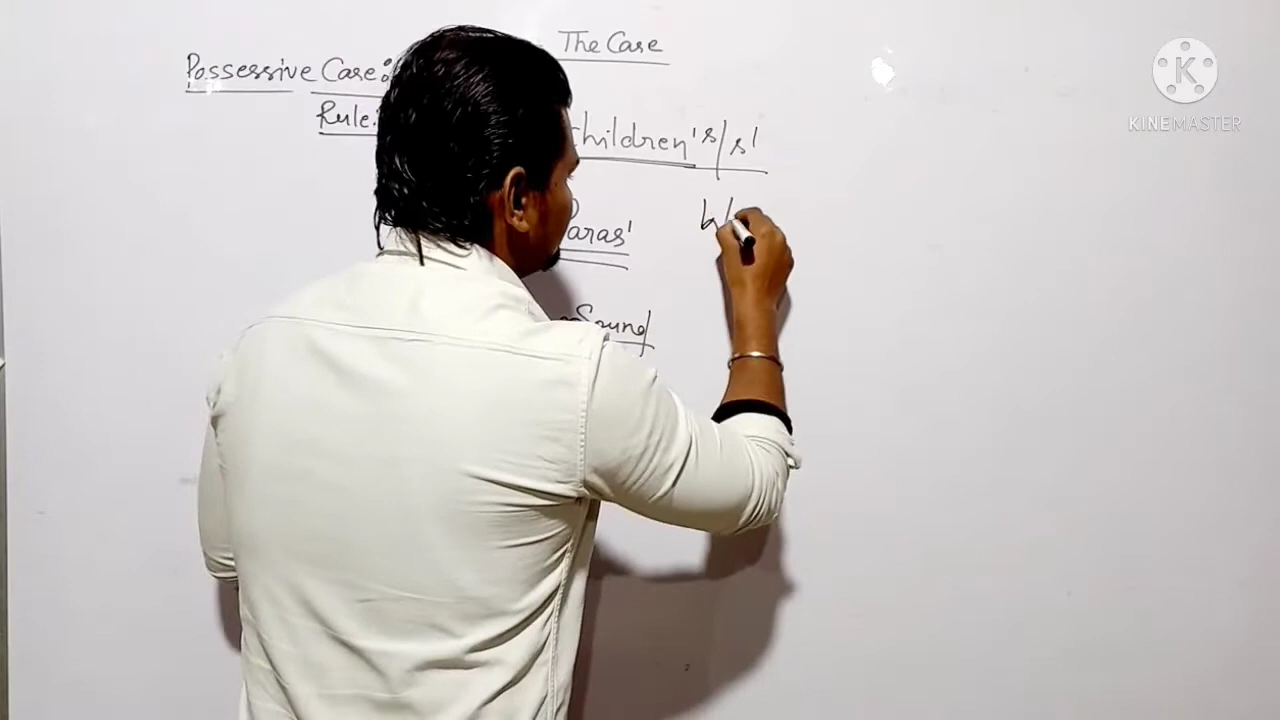 The Case
Possessive Case:
Rule:
children's/s'
Paras'
Sound
KINEMASTER